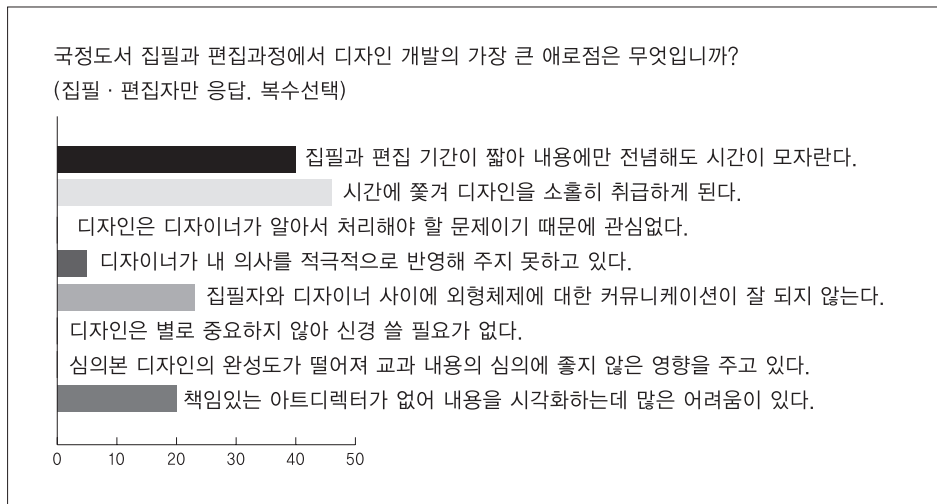 국정도서 집필과 편집과정에서 디자인 개발의 가장 큰 애로점은 무엇입니까?
(집필 · 편집자만 응답. 복수선택)
집필과 편집 기간이 짧아 내용에만 전념해도 시간이 모자란다.
시간에 쫓겨 디자인을 소홀히 취급하게 된다.
디자인은 디자이너가 알아서 처리해야 할 문제이기 때문에 관심없다.
디자이너가 내 의사를 적극적으로 반영해 주지 못하고 있다.
집필자와 디자이너 사이에 외형체제에 대한 커뮤니케이션이 잘 되지 않는다.
디자인은 별로 중요하지 않아 신경 쓸 필요가 없다.
심의본 디자인의 완성도가 떨어져 교과 내용의 심의에 좋지 않은 영향을 주고 있다.
책임있는 아트디렉터가 없어 내용을 시각화하는데 많은 어려움이 있다.
0 10 20 30 40 50